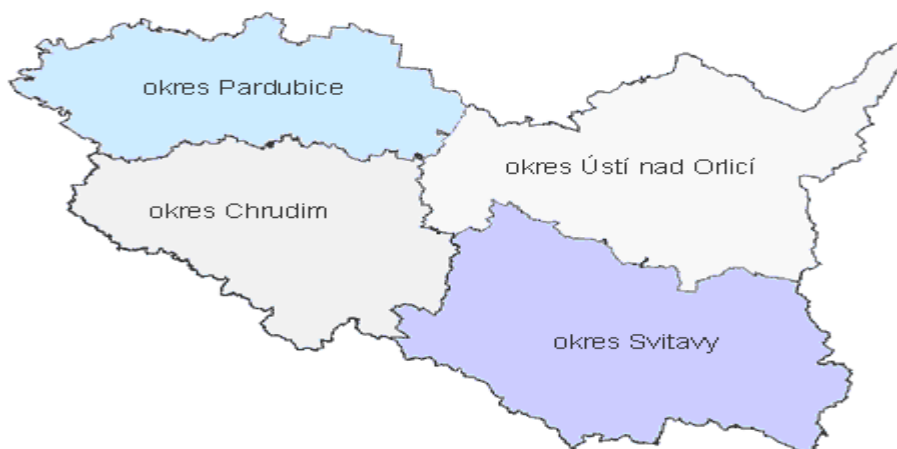 okres Pardubice
okres Ústí nad Orlicí
okres Chrudim
okres Svitavy